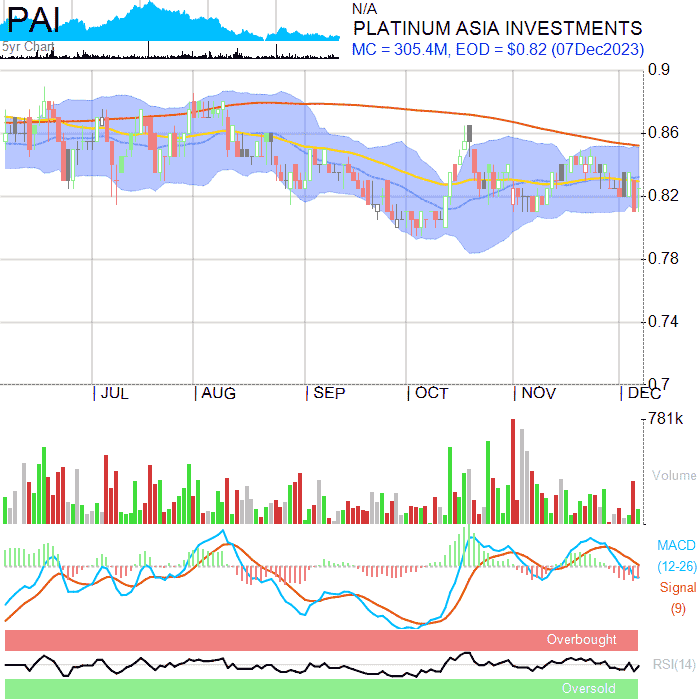 PAI
5yr Chart
N/A
PLATINUM ASIA INVESTMENTS
MC = 305.4M, EOD = $0.82 (07Dec2023)
0.9
0.86
0.82
0.78
0.74
0.7
JUL AUG SEP OCT NOV DEC
781k
Volume
MACD
(12-26)
Signal
(9)
Overbought
RSI(14)
Oversold